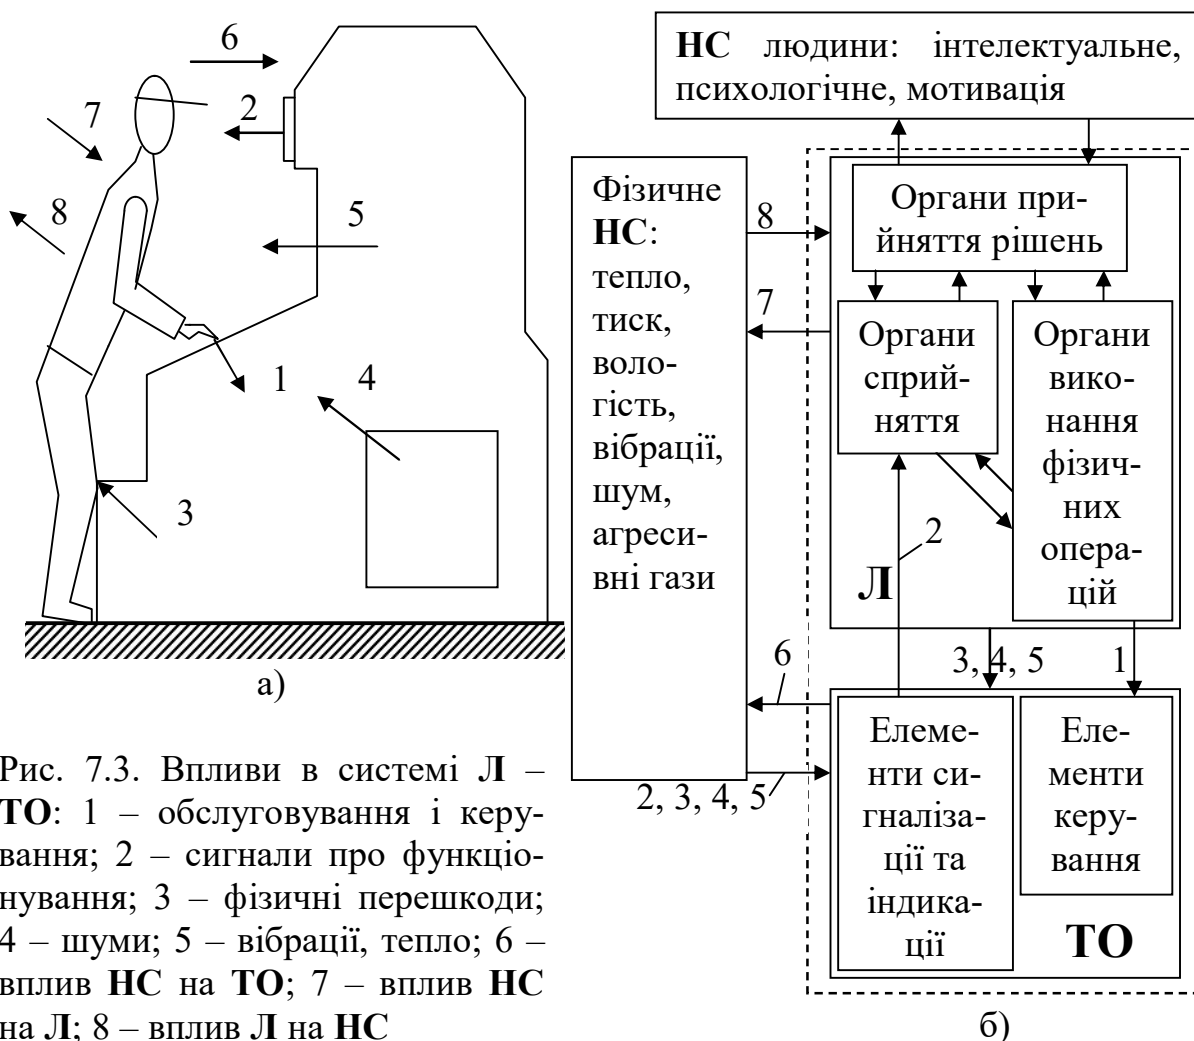 6
2
7
8
5
1
4
3
а)
Рис. 7.3. Впливи в системі Л –
ТО: 1 – обслуговування і керу-
вання; 2 – сигнали про функціо-
нування; 3 – фізичні перешкоди;
4 – шуми; 5 – вібрації, тепло; 6 –
вплив НС на ТО; 7 – вплив НС
на Л; 8 – вплив Л на НС
НС людини: інтелектуальне,
психологічне, мотивація
Фізичне
НС:
тепло,
тиск,
воло-
гість,
вібрації,
шум,
агреси-
вні гази
8
7
6
2, 3, 4, 5
Органи при-
йняття рішень
Органи
сприй-
няття
Органи
вико-
нання
фізич-
них
опера-
цій
2
Л
3, 4, 5
1
Елеме-
нти си-
гналіза-
ції та
індика-
ції
Еле-
менти
керу-
вання
ТО
б)